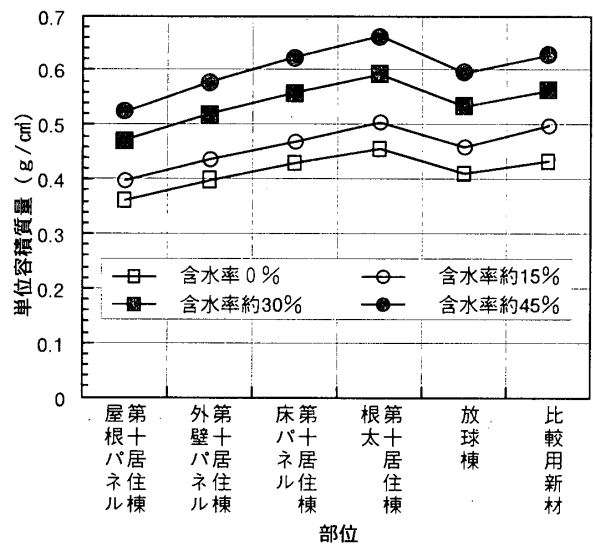 0.7
0.6
0.5
0.4
0.3
0.2
0.1
0
単位容積質量（g/㎤）
含水率０％
含水率約15％
含水率約30％
含水率約45％
第十居住棟
屋根パネル
第十居住棟
外壁パネル
第十居住棟
床パネル
第十居住棟
根太
放球棟
比較用新材
部位